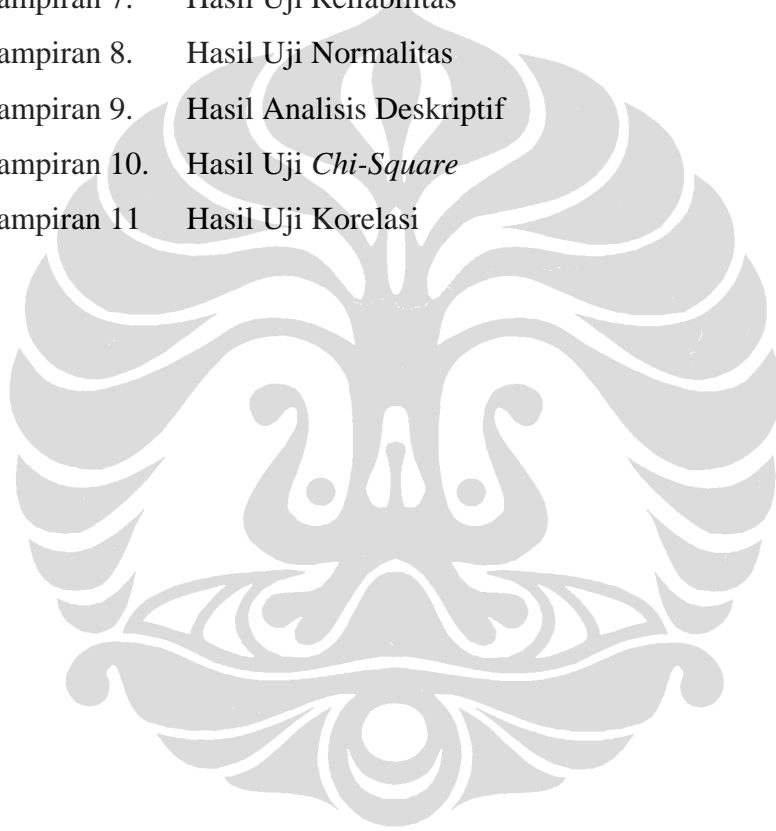 ampiran 7. Hasil Uji Reliabilitas
ampiran 8. Hasil Uji Normalitas
ampiran 9. Hasil Analisis Deskriptif
ampiran 10. Hasil Uji Chi-Square
ampiran 11 Hasil Uji Korelasi